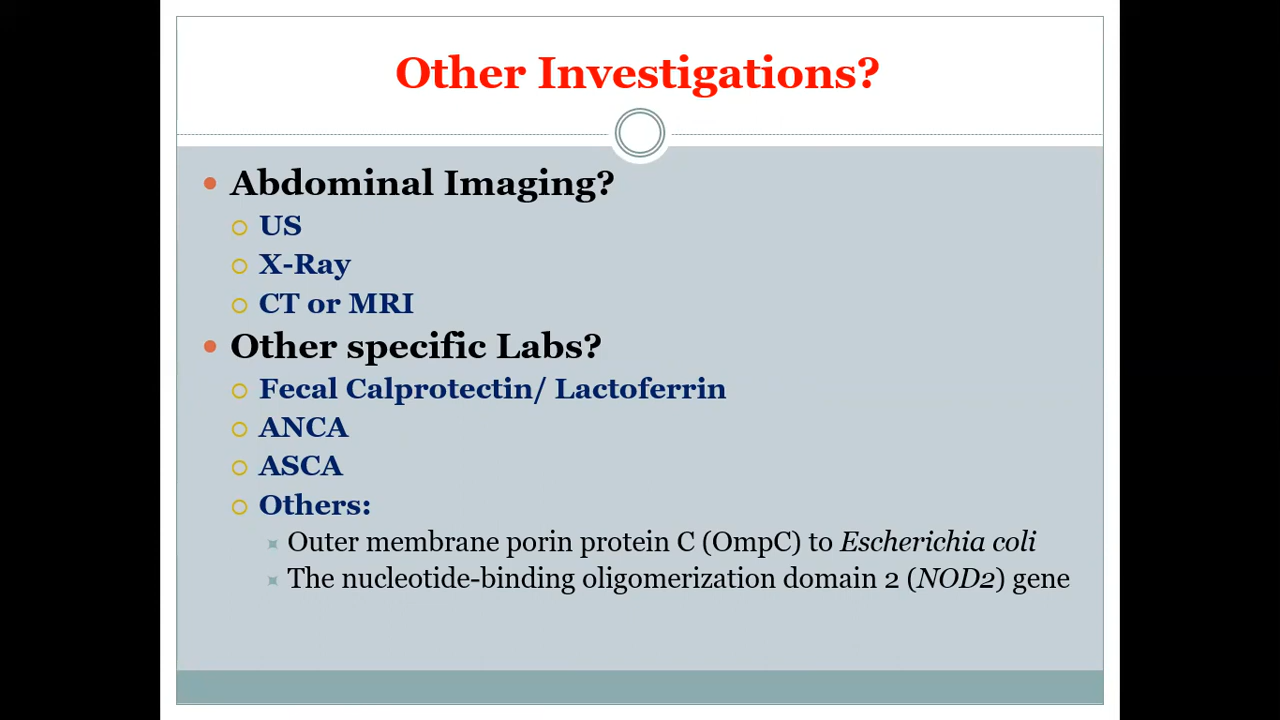 Other Investigations?
Abdominal Imaging?
US
X-Ray
CT or MRI
Other specific Labs?
Fecal Calprotectin/ Lactoferrin
ANCA
ASCA
Others:
Outer membrane porin protein C (OmpC) to Escherichia coli
The nucleotide-binding oligomerization domain 2 (NOD2) gene